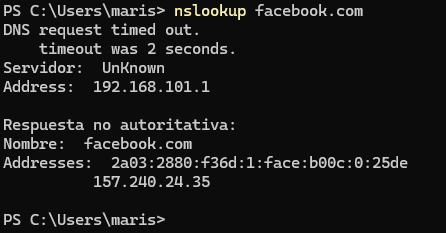 PS C:\Users\maris> nslookup facebook.com
DNS request timed out.
    timeout was 2 seconds.
Servidor:  UnKnown
Address:  192.168.101.1

Respuesta no autoritativa:
Nombre:  facebook.com
Addresses:  2a03:2880:f36d:1:face:b00c:0:25de
          157.240.24.35

PS C:\Users\maris>